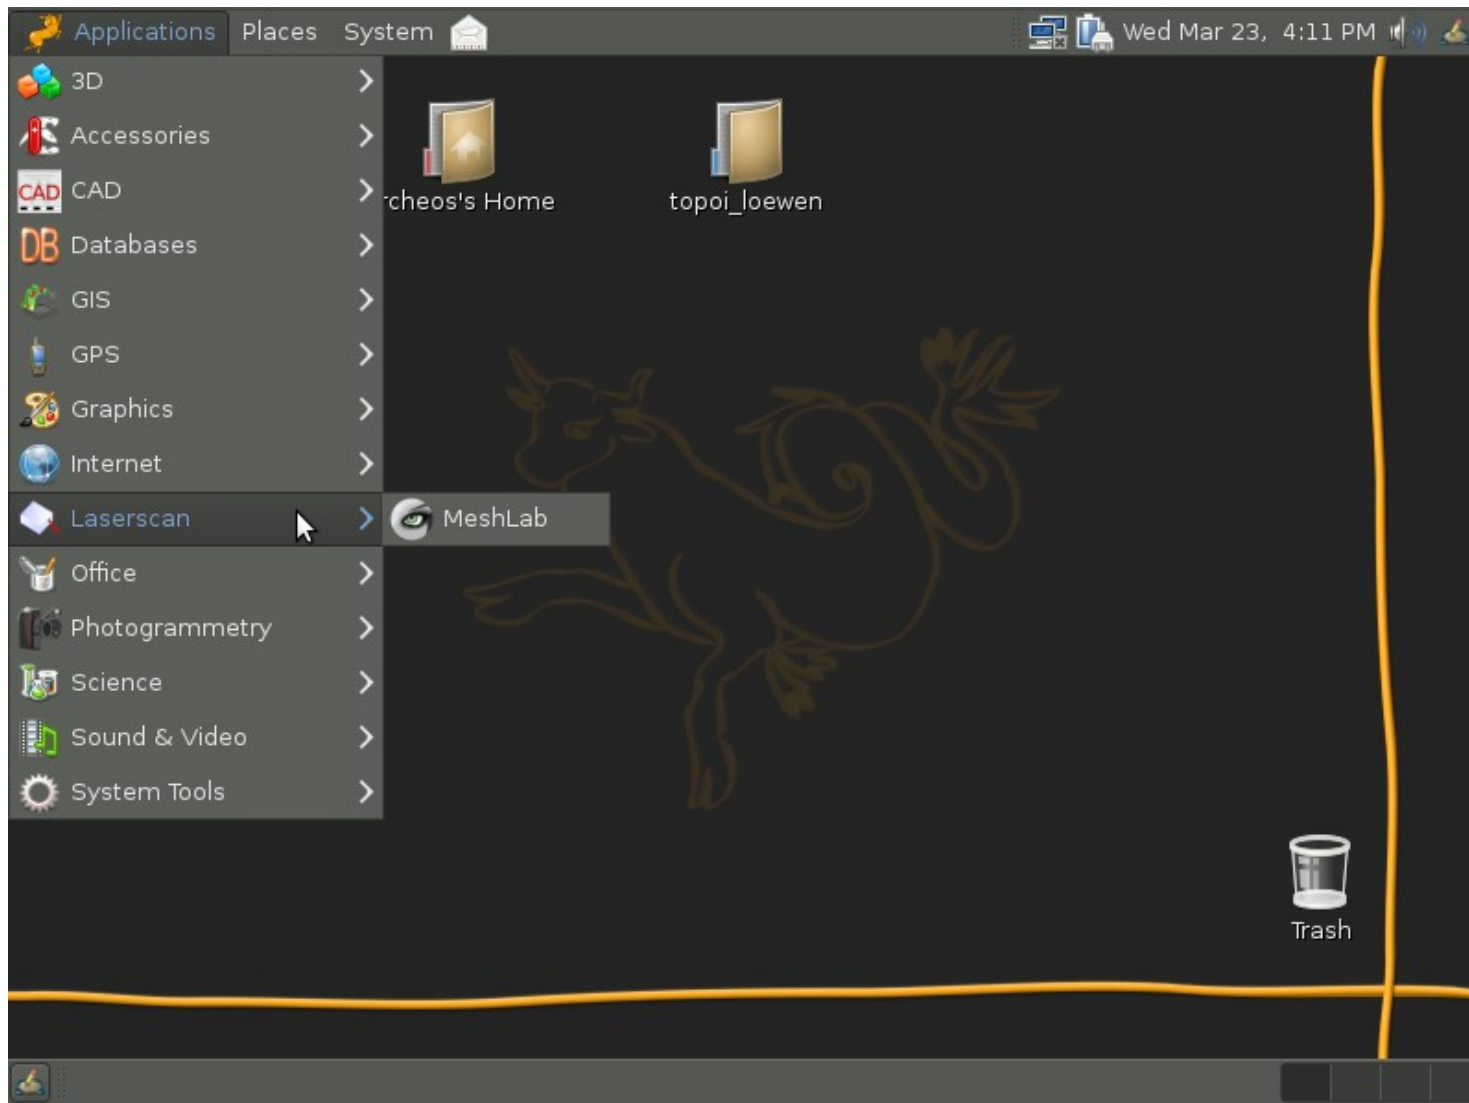 Applications Places System Wed Mar 23, 4:11 PM
3D
Accessories
CAD CAD
DB Databases
GIS
GPS
Graphics
Internet
Laserscan
MeshLab
Office
Photogrammetry
Science
Sound & Video
System Tools
rcheos's Home
topoi_loewen
Trash